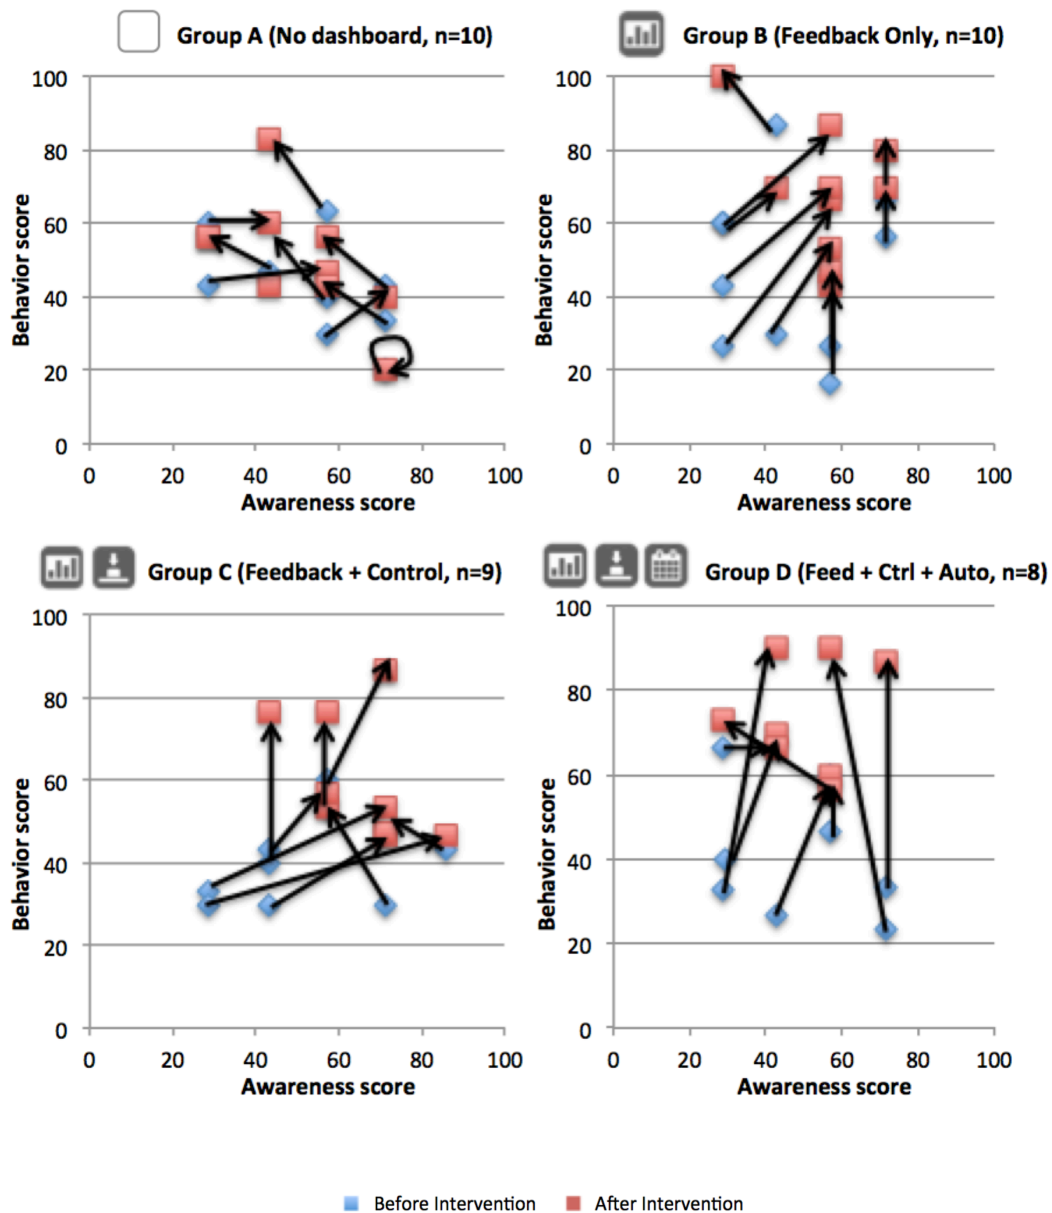 Group A (No dashboard, n=10)
Group B (Feedback Only, n=10)
100
80
60
40
20
0
Behavior score
0 20 40 60 80 100
Awareness score
100
80
60
40
20
0
Behavior score
0 20 40 60 80 100
Awareness score
Group C (Feedback + Control, n=9)
Group D (Feed + Ctrl + Auto, n=8)
100
80
60
40
20
0
Behavior score
0 20 40 60 80 100
Awareness score
100
80
60
40
20
0
Behavior score
0 20 40 60 80 100
Awareness score
Before Intervention After Intervention